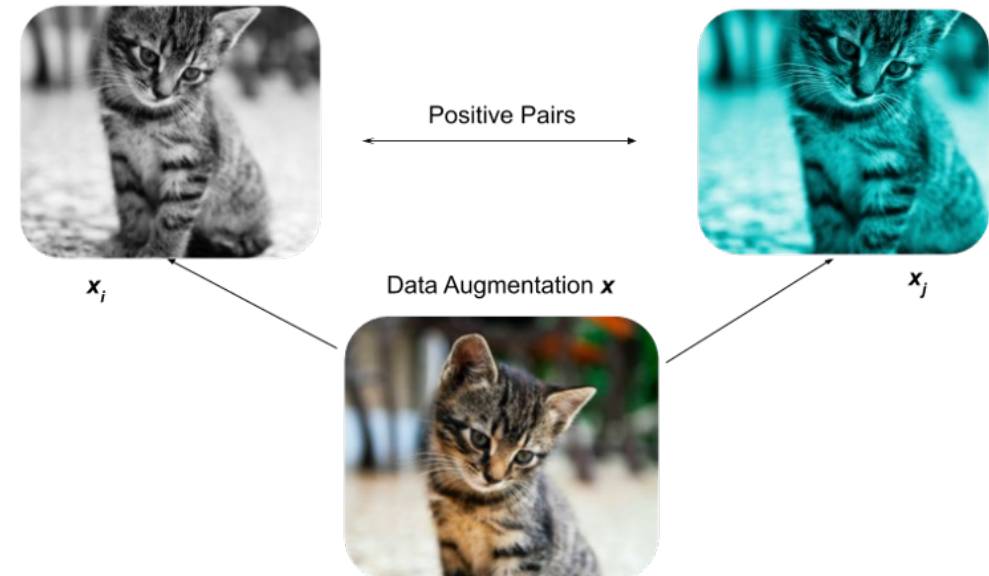 Positive Pairs
x_i
x_j
Data Augmentation x